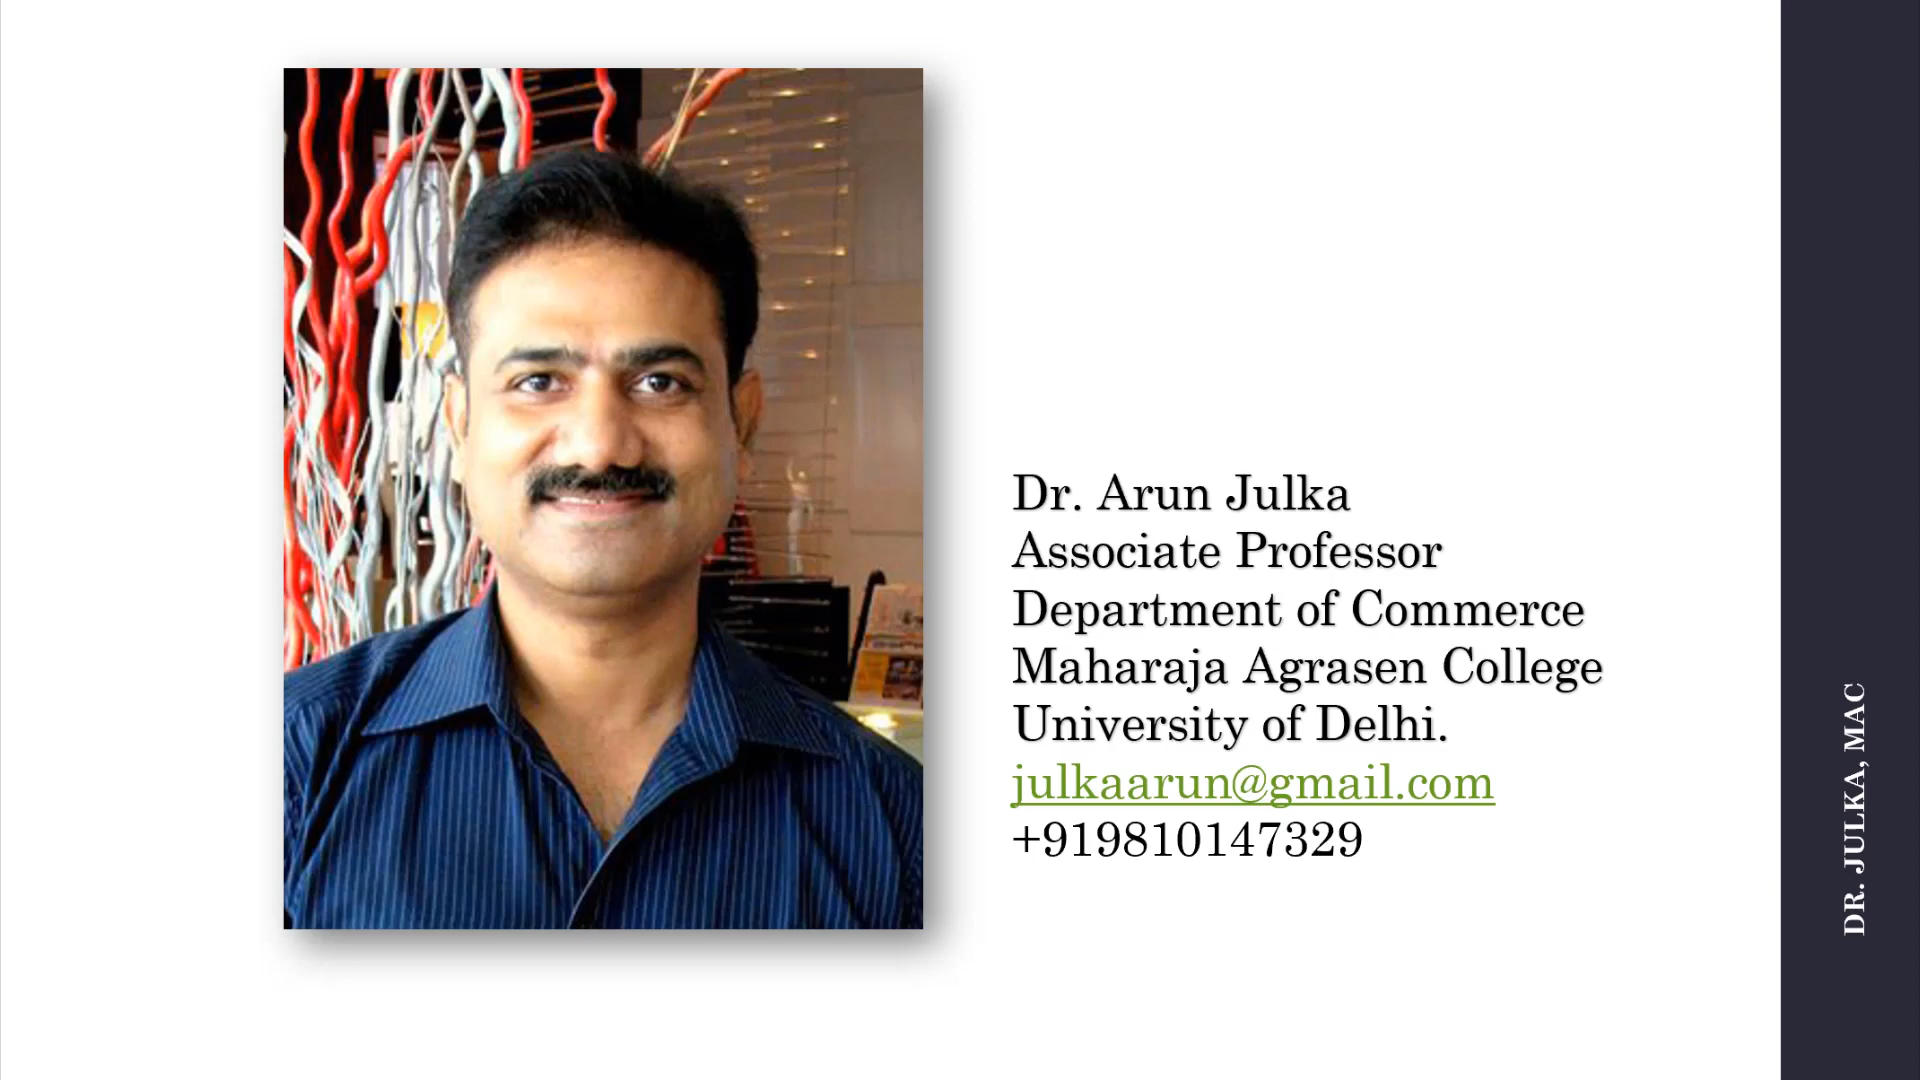 Dr. Arun Julka
Associate Professor
Department of Commerce
Maharaja Agrasen College
University of Delhi.
julkaarun@gmail.com
+919810147329
DR. JULKA, MAC